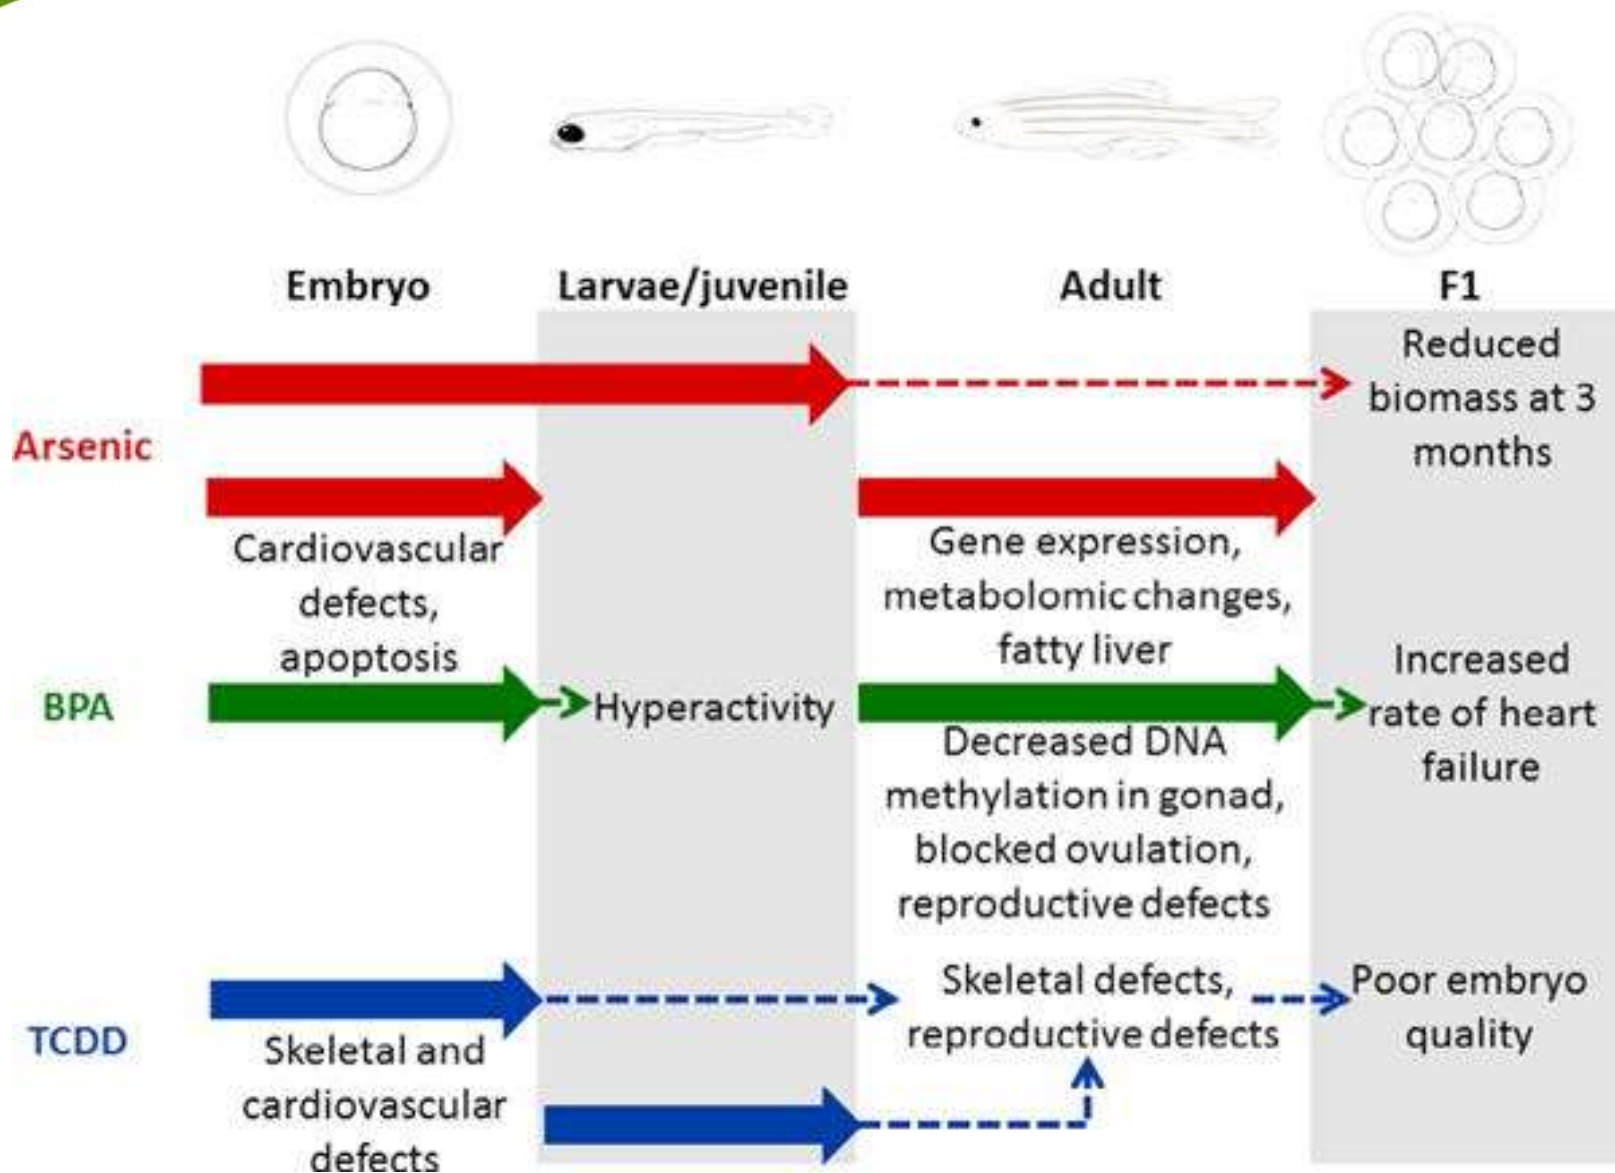 Embryo
Larvae/juvenile
Adult
F1
Arsenic
Reduced
biomass at 3
months
Cardiovascular
defects,
apoptosis
Gene expression,
metabolomic changes,
fatty liver
BPA
Hyperactivity
Decreased DNA
methylation in gonad,
blocked ovulation,
reproductive defects
Increased
rate of heart
failure
TCDD
Skeletal and
cardiovascular
defects
Skeletal defects,
reproductive defects
Poor embryo
quality